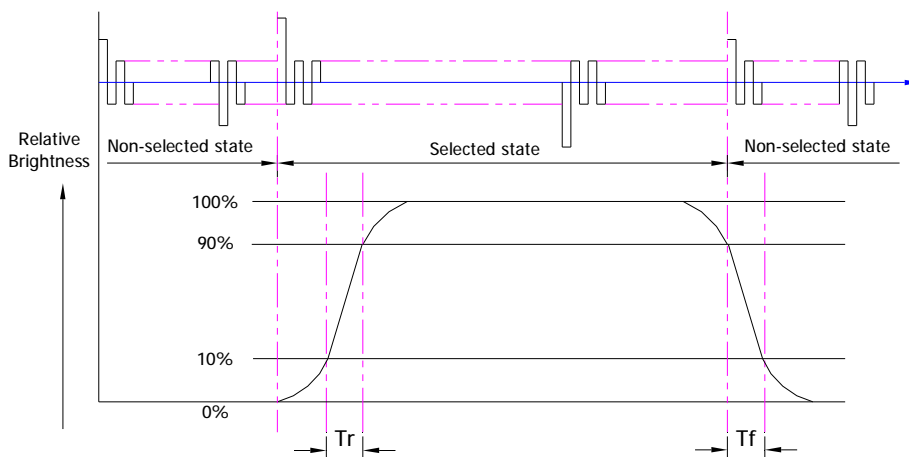 Relative
Brightness
Non-selected state
Selected state
Non-selected state
100%
90%
10%
0%
Tr
Tf